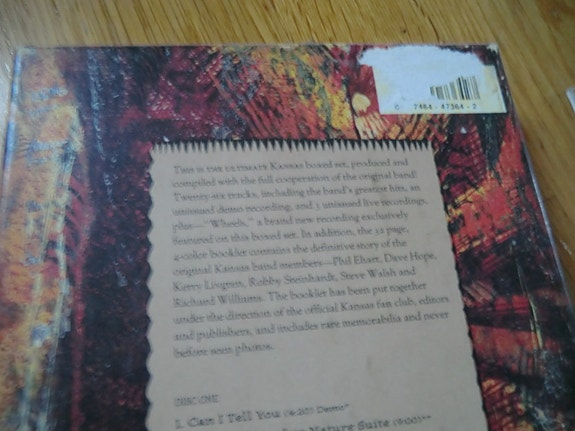 0 7464-47364-2
This is the ultimate Kansas boxed set, produced and
compiled with the full cooperation of the original band!
Twenty-six tracks, including the band's greatest hits, an
unissued demo recording, and 7 unissued live recordings,
plus—"Wheels," a brand new recording exclusively
featured on this boxed set. In addition, the 32 page,
4-color booklet contains the definitive story of the
original Kansas band members—Phil Ehart, Dave Hope,
Kerry Livgren, Robby Steinhardt, Steve Walsh and
Richard Williams. The booklet has been put together
under the direction of the official Kansas fan club, editors
and publishers, and includes rare memorabilia and never
before seen photos.
DISC ONE
1. Can I Tell You Demo*
Nature Suite